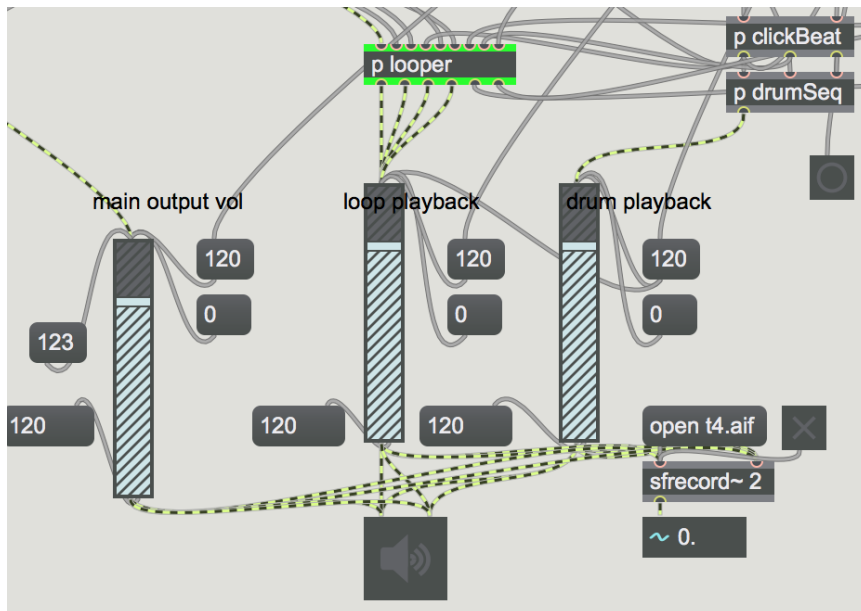 p looper
p clickBeat
p drumSeq
main output vol
loop playback
drum playback
120
120
120
0
0
0
123
120
120
120
open t4.aif
sfrecord~ 2
~ 0.